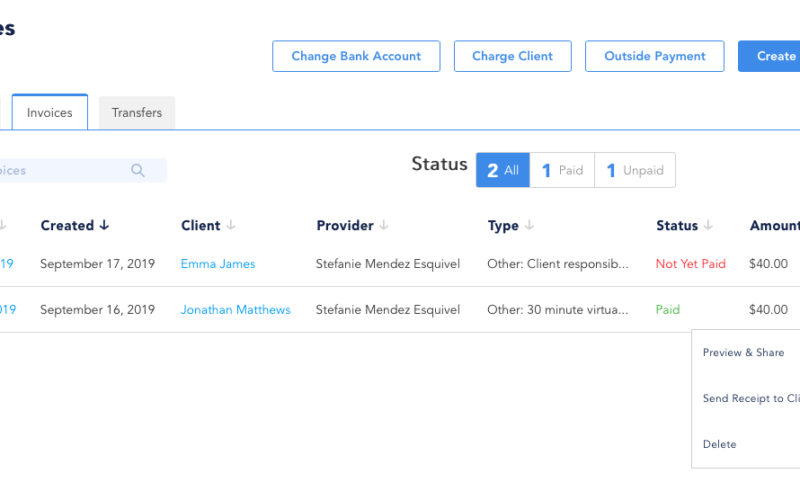 es
Change Bank Account Charge Client Outside Payment Create
Invoices Transfers
oices
Status 2 All 1 Paid 1 Unpaid
Created Client Provider Type Status Amount
19 September 17, 2019 Emma James Stefanie Mendez Esquivel Other: Client responsib... Not Yet Paid $40.00
019 September 16, 2019 Jonathan Matthews Stefanie Mendez Esquivel Other: 30 minute virtua... Paid $40.00
Preview & Share
Send Receipt to Cli
Delete